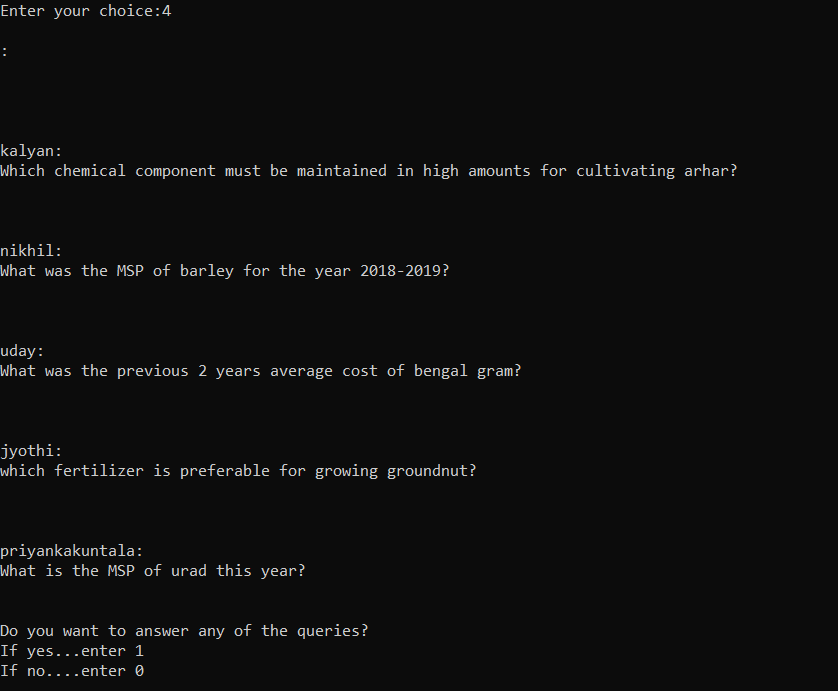 Enter your choice:4
:
kalyan:
Which chemical component must be maintained in high amounts for cultivating arhar?
nikhil:
What was the MSP of barley for the year 2018-2019?
uday:
What was the previous 2 years average cost of bengal gram?
jyothi:
which fertilizer is preferable for growing groundnut?
priyankakuntala:
What is the MSP of urad this year?
Do you want to answer any of the queries?
If yes...enter 1
If no....enter 0